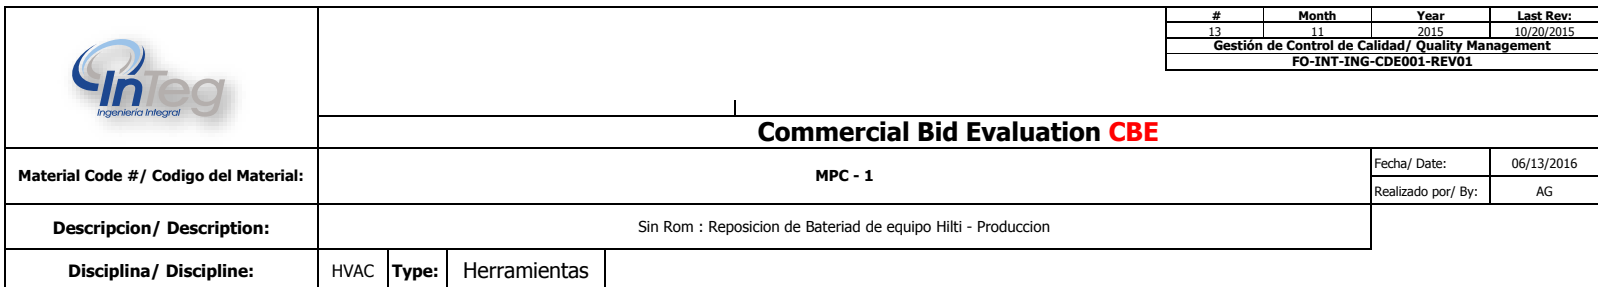 # Month Year Last Rev:
13 11 2015 10/20/2015
Gestión de Control de Calidad/ Quality Management
FO-INT-ING-CDE001-REV01
InTeg
Ingeniería Integral
Commercial Bid Evaluation CBE
Material Code #/ Codigo del Material: MPC - 1 Fecha/ Date: 06/13/2016
Realizado por/ By: AG
Descripcion/ Description: Sin Rom : Reposicion de Bateriad de equipo Hilti - Produccion
Disciplina/ Discipline: HVAC Type: Herramientas